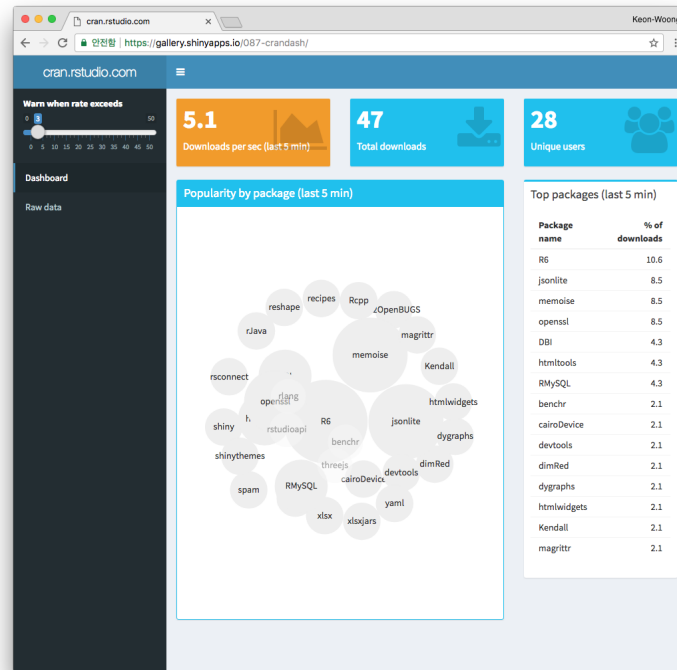 cran.rstudio.com
Keon-Woong
안전함 | https://gallery.shinyapps.io/087-crandash/
cran.rstudio.com
Warn when rate exceeds
0 3 50
0 5 10 15 20 25 30 35 40 45 50
Dashboard
Raw data
5.1
Downloads per sec (last 5 min)
47
Total downloads
28
Unique users
Popularity by package (last 5 min)
recipes
Rcpp
reshape
zOpenBUGS
rJava
magrittr
memoise
Kendall
rsconnect
rlang
openssl
htmlwidgets
R6
jsonlite
shiny
rstudioapi
benchr
dygraphs
shinythemes
threejs
dimRed
devtools
cairoDevice
RMySQL
spam
yaml
xlsx
xlsxjars
Top packages (last 5 min)
Package % of
name downloads
R6 10.6
jsonlite 8.5
memoise 8.5
openssl 8.5
DBI 4.3
htmltools 4.3
RMySQL 4.3
benchr 2.1
cairoDevice 2.1
devtools 2.1
dimRed 2.1
dygraphs 2.1
htmlwidgets 2.1
Kendall 2.1
magrittr 2.1